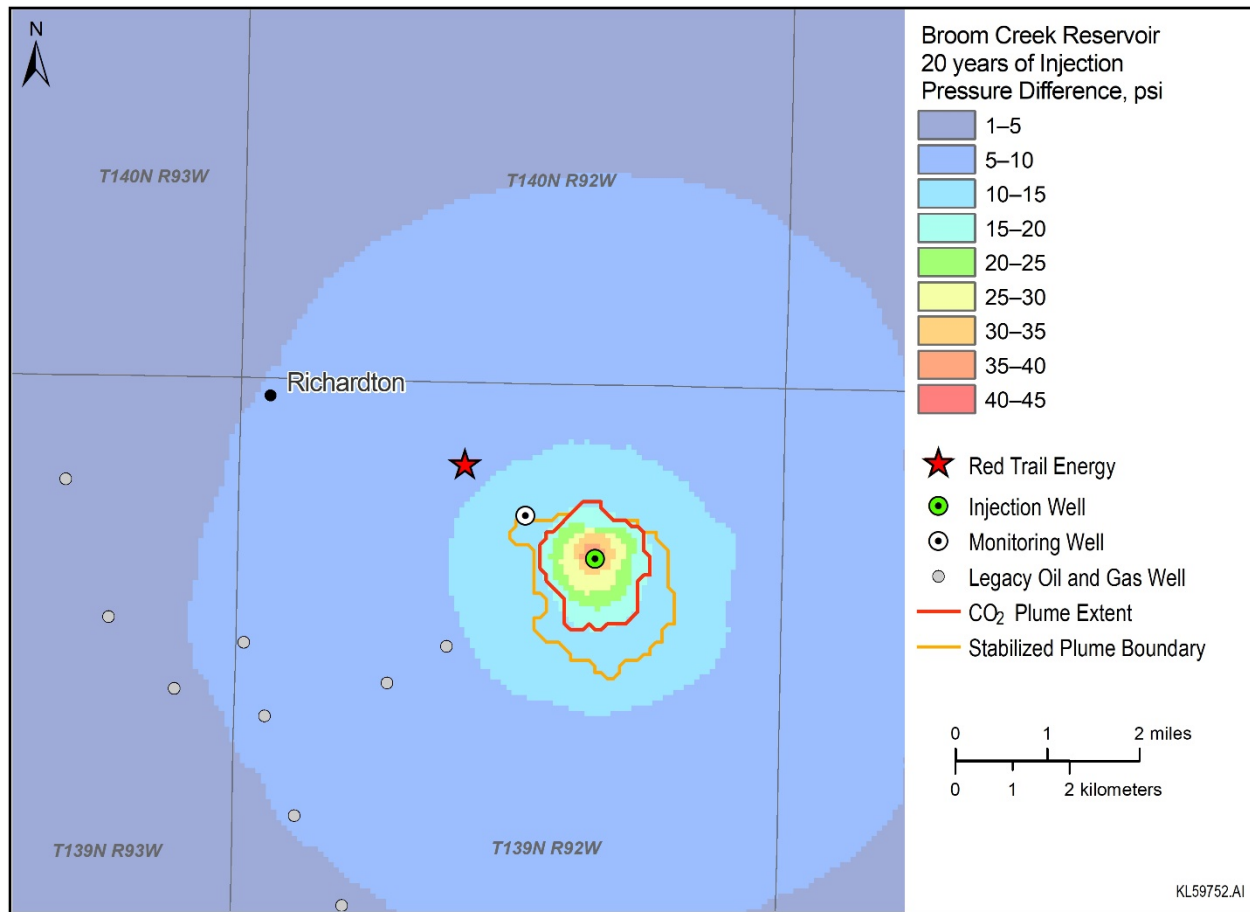 N
T140N R93W
T140N R92W
Richardton
T139N R93W
T139N R92W
Broom Creek Reservoir
20 years of Injection
Pressure Difference, psi
1–5
5–10
10–15
15–20
20–25
25–30
30–35
35–40
40–45
Red Trail Energy
Injection Well
Monitoring Well
Legacy Oil and Gas Well
CO₂ Plume Extent
Stabilized Plume Boundary
0 1 2 miles
0 1 2 kilometers
KL59752.AI